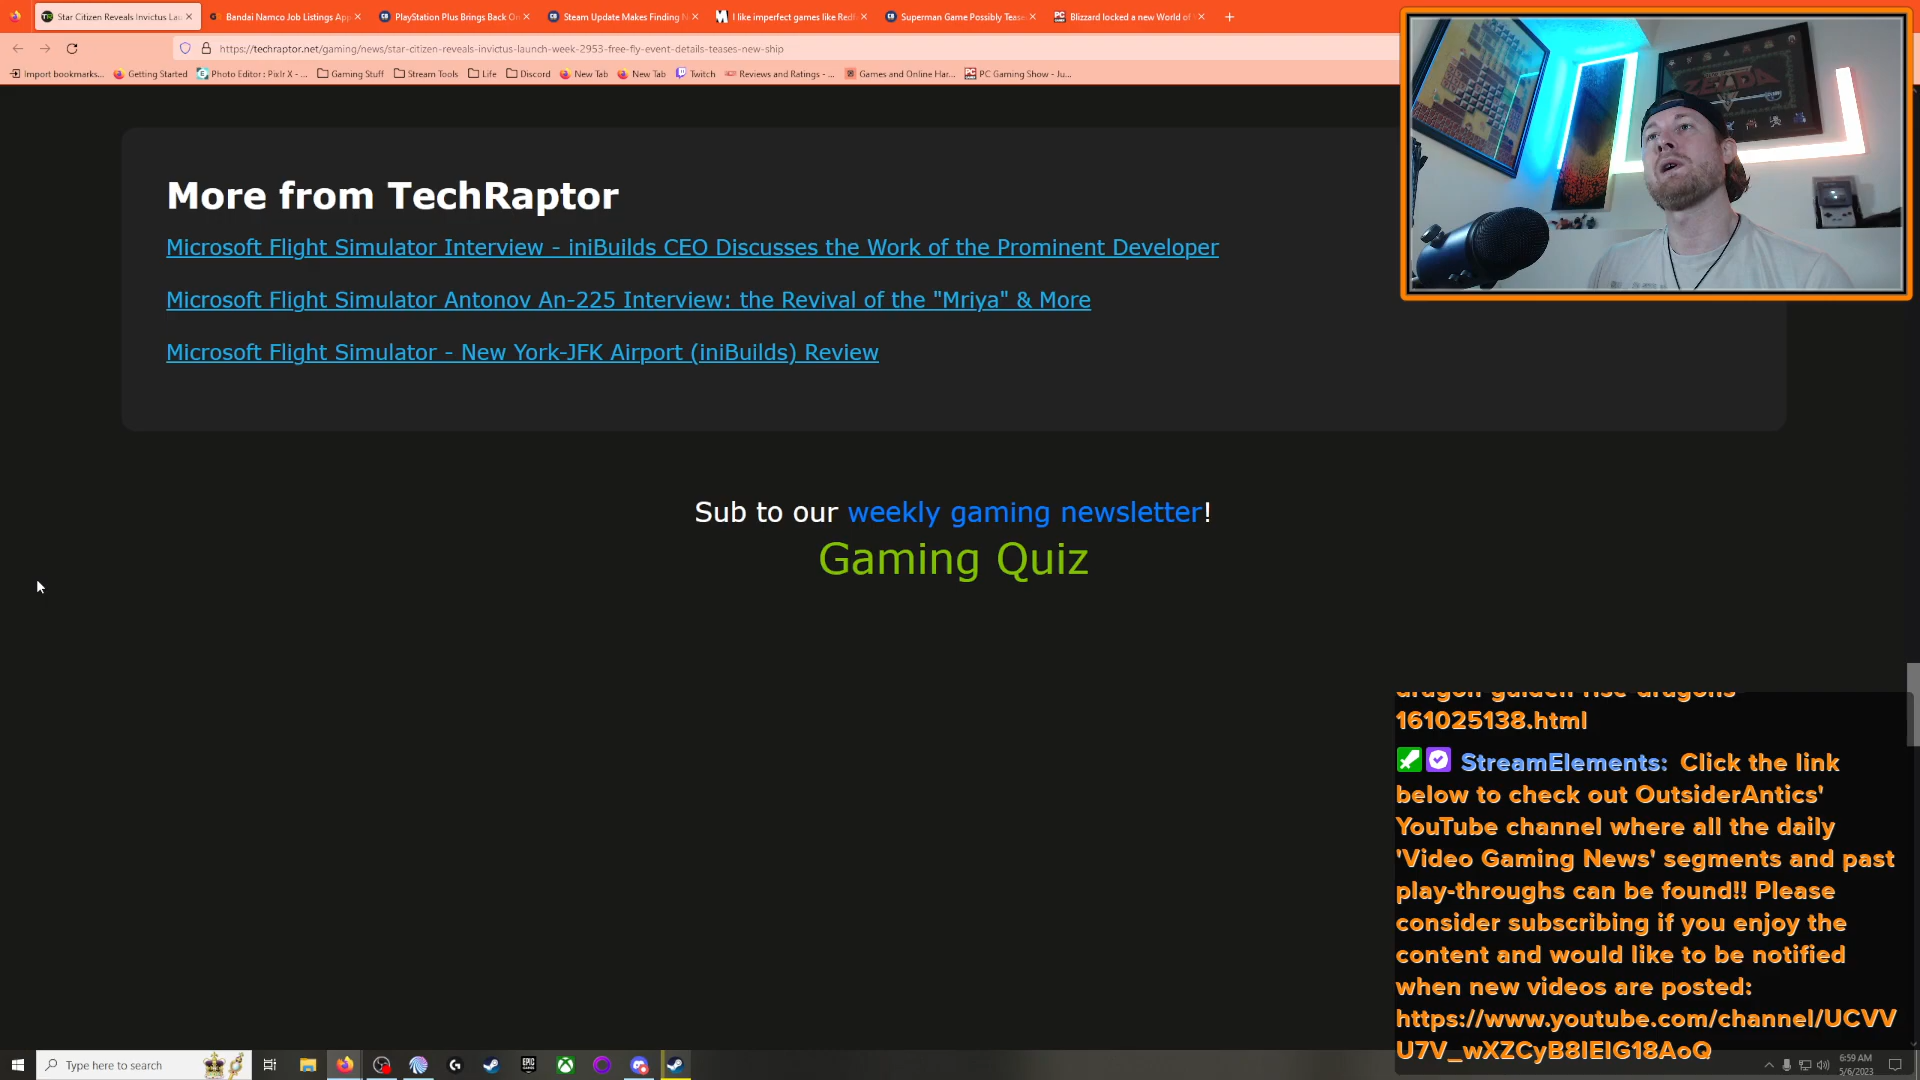 Star Citizen Reveals Invictus Lau
Bandai Namco Job Listings App
PlayStation Plus Brings Back On
Steam Update Makes Finding N
I like imperfect games like Redf
Superman Game Possibly Tease
Blizzard locked a new World of
https://techraptor.net/gaming/news/star-citizen-reveals-invictus-launch-week-2953-free-fly-event-details-teases-new-ship
Import bookmarks...
Getting Started
Photo Editor : Pixlr X - ...
Gaming Stuff
Stream Tools
Life
Discord
New Tab
New Tab
Twitch
Reviews and Ratings - ...
Games and Online Har...
PC Gaming Show - Ju...
ZELDA
More from TechRaptor
Microsoft Flight Simulator Interview - iniBuilds CEO Discusses the Work of the Prominent Developer
Microsoft Flight Simulator Antonov An-225 Interview: the Revival of the "Mriya" & More
Microsoft Flight Simulator - New York-JFK Airport (iniBuilds) Review
Sub to our weekly gaming newsletter!
Gaming Quiz
dragon-gaiden-rise-dragons-
161025138.html
StreamElements: Click the link
below to check out OutsiderAntics'
YouTube channel where all the daily
'Video Gaming News' segments and past
play-throughs can be found!! Please
consider subscribing if you enjoy the
content and would like to be notified
when new videos are posted:
https://www.youtube.com/channel/UCVV
U7V_wXZCyB8IEIG18AoQ
Type here to search
6:59 AM
5/6/2023